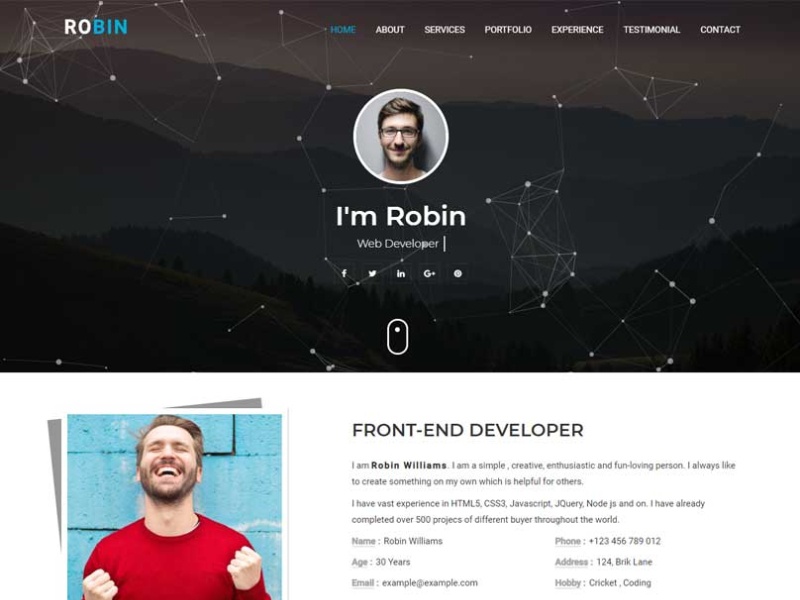 ROBIN
HOME ABOUT SERVICES PORTFOLIO EXPERIENCE TESTIMONIAL CONTACT
I'm Robin
Web Developer
FRONT-END DEVELOPER
I am Robin Williams. I am a simple , creative, enthusiastic and fun-loving person. I always like
to create something on my own which is helpful for others.
I have vast experience in HTML5, CSS3, Javascript, JQuery, Node js and on. I have already
completed over 500 projecs of different buyer throughout the world.
Name : Robin Williams
Phone : +123 456 789 012
Age : 30 Years
Address : 124, Brik Lane
Email : example@example.com
Hobby : Cricket , Coding